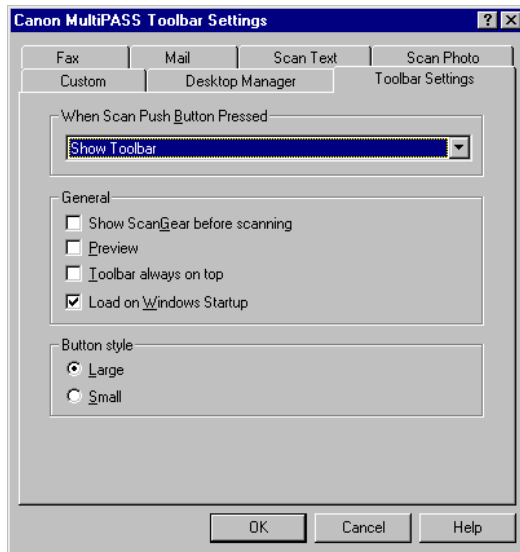 Canon MultiPASS Toolbar Settings
Fax Mail Scan Text Scan Photo
Custom Desktop Manager Toolbar Settings
When Scan Push Button Pressed
Show Toolbar
General
Show ScanGear before scanning
Preview
Toolbar always on top
Load on Windows Startup
Button style
Large
Small
OK Cancel Help